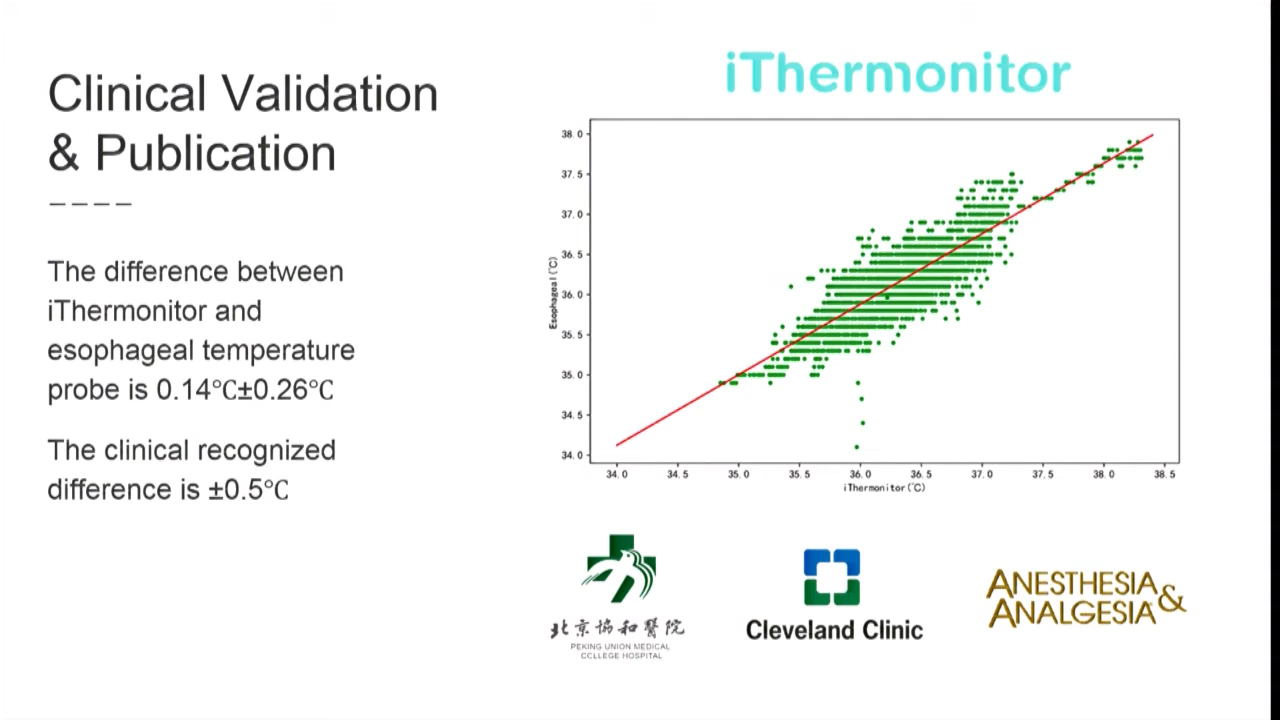 Clinical Validation
& Publication
The difference between
iThermonitor and
esophageal temperature
probe is 0.14℃±0.26℃
The clinical recognized
difference is ±0.5℃
iThermonitor
38.0
37.5
37.0
36.5
36.0
35.5
35.0
34.5
34.0
Esophageal(℃)
34.0 34.5 35.0 35.5 36.0 36.5 37.0 37.5 38.0 38.5
iThermonitor(℃)
北京協和醫院
PEKING UNION MEDICAL
CCLLEGE HOSPITAL
Cleveland Clinic
ANESTHESIA &
ANALGESIA